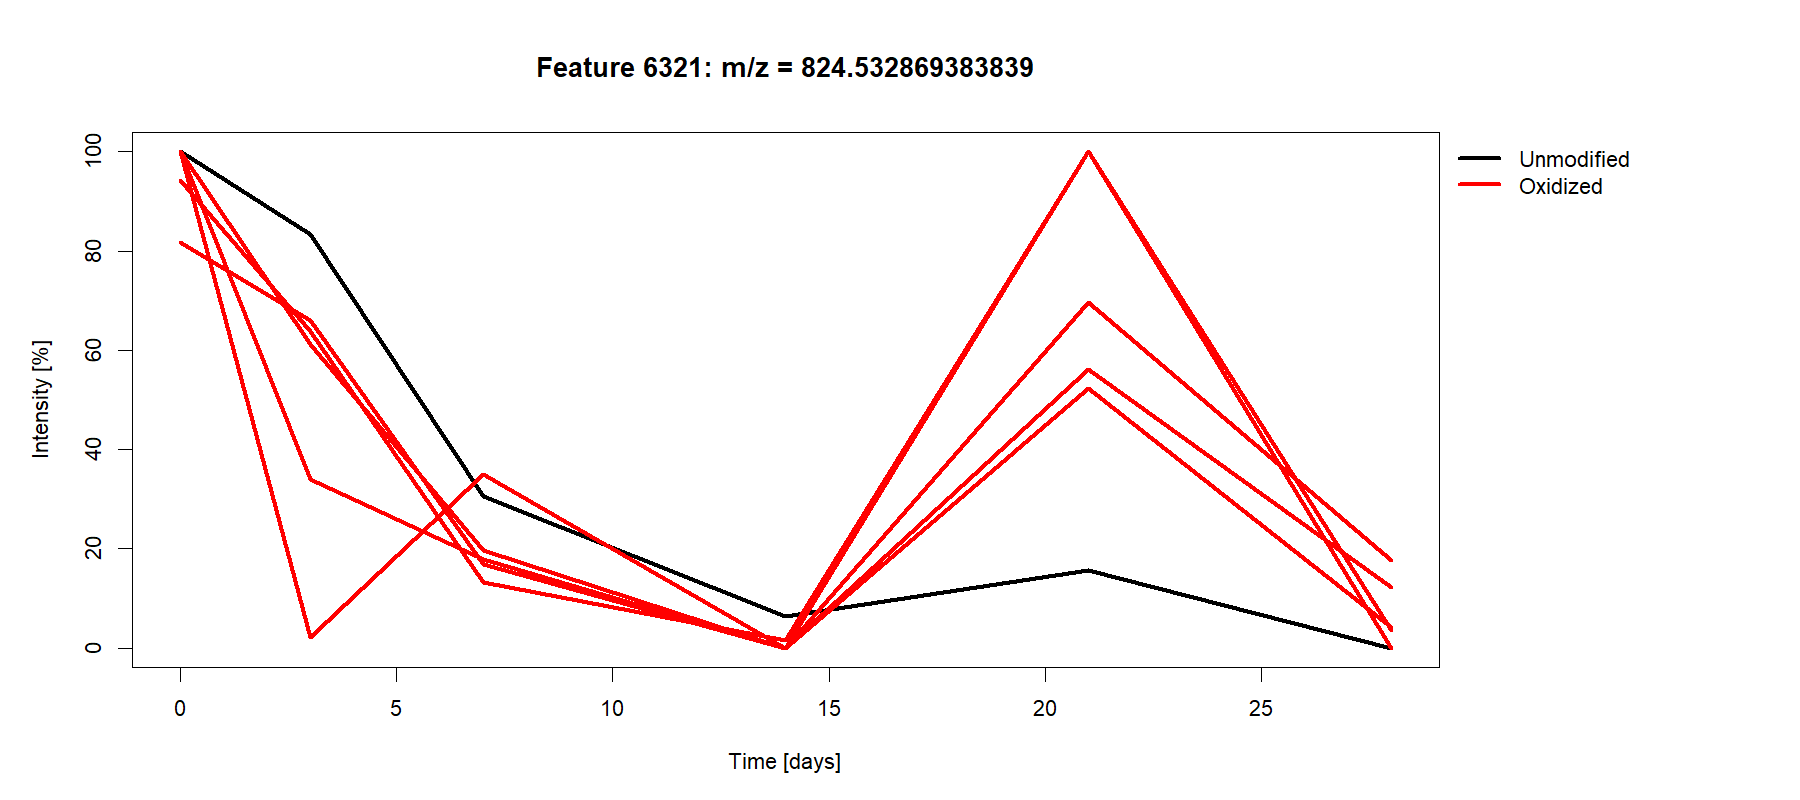 Feature 6321: m/z = 824.532869383839
Unmodified
Oxidized
Intensity [%]
100
80
60
40
20
0
0 5 10 15 20 25
Time [days]